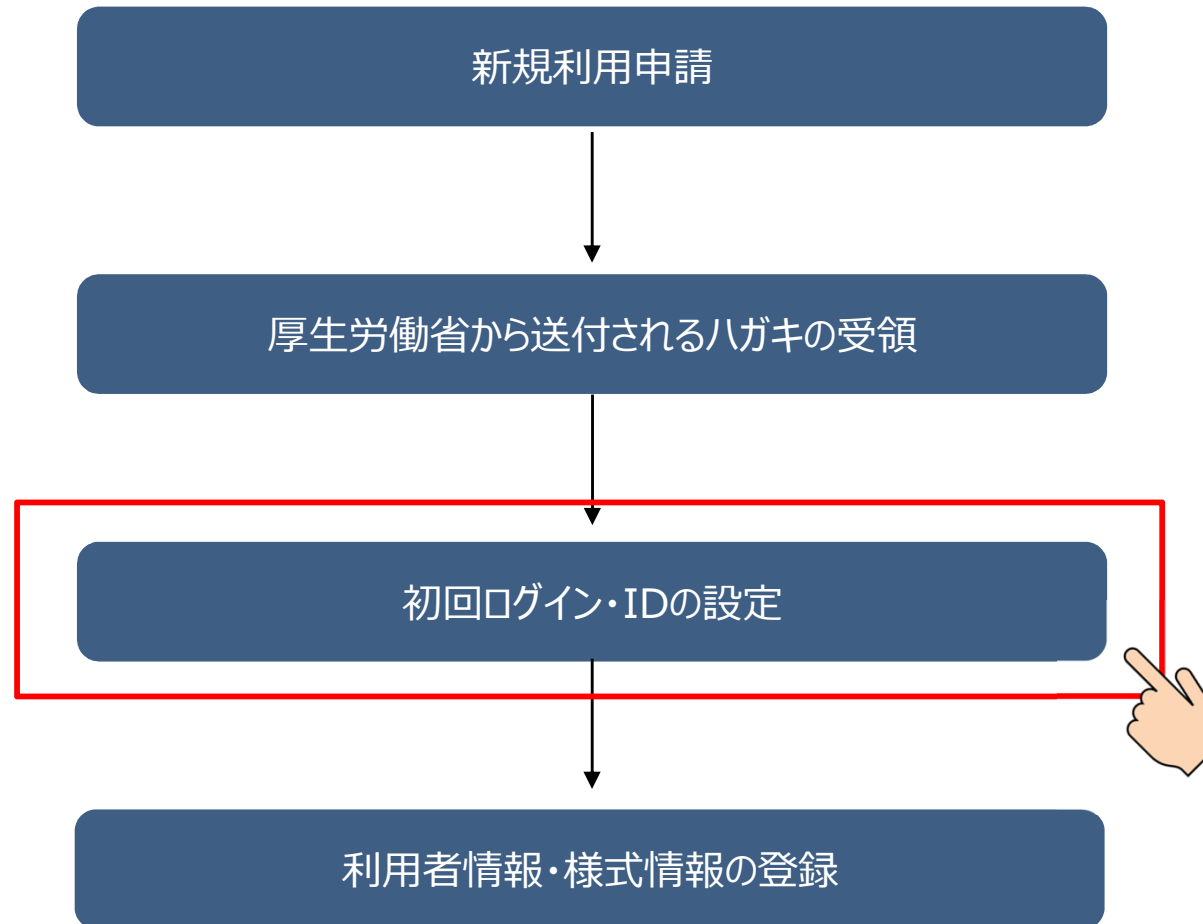 新規利用申請
厚生労働省から送付されるハガキの受領
初回ログイン・IDの設定
利用者情報・様式情報の登録